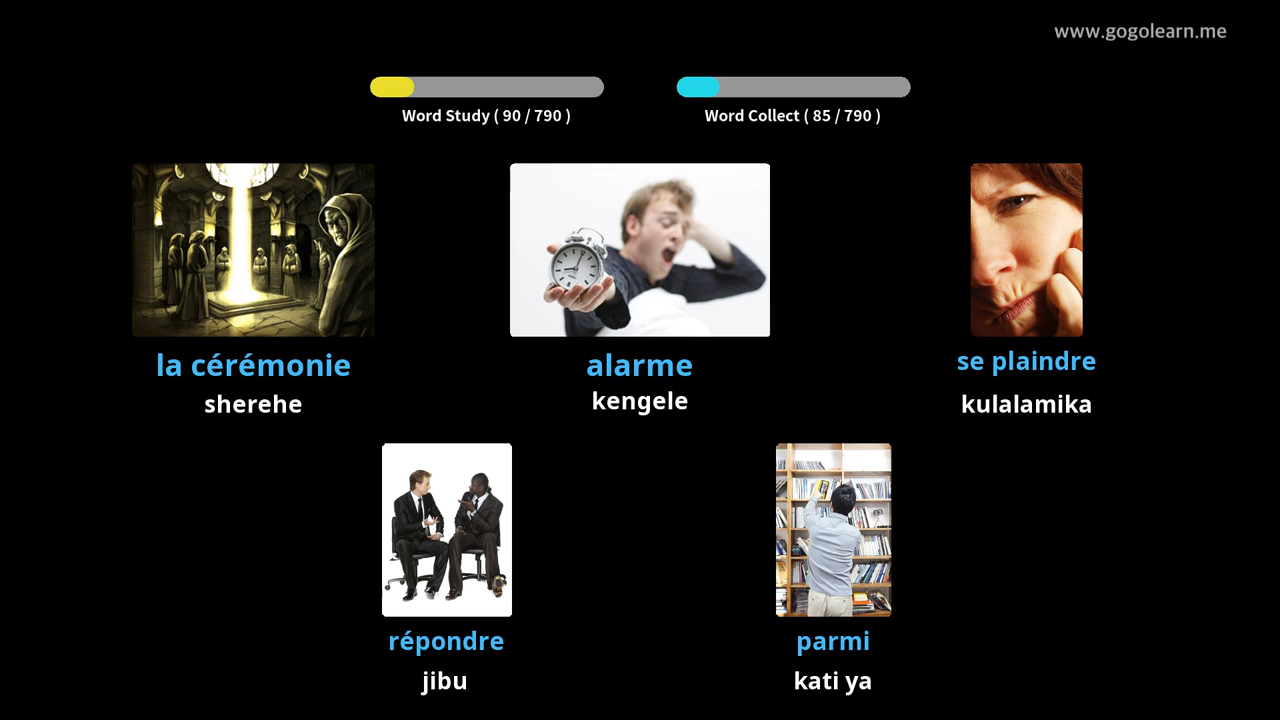 www.gogolearn.me
Word Study ( 90 / 790 )
Word Collect ( 85 / 790 )
la cérémonie
sherehe
alarme
kengele
se plaindre
kulalamika
répondre
jibu
parmi
kati ya